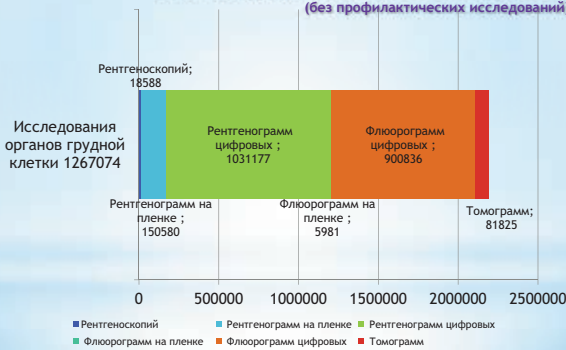 (без профилактических исследований
Рентгеноскопий;
18588
Исследования
органов грудной
клетки 1267074
Рентгенограмм
цифровых ;
1031177
Флюорограмм
цифровых ;
900836
Рентгенограмм на
пленке ;
150580
Флюорограмм на
пленке ;
5981
Томограмм;
81825
0 500000 1000000 1500000 2000000 2500000
Рентгеноскопий Рентгенограмм на пленке Рентгенограмм цифровых
Флюорограмм на пленке Флюорограмм цифровых Томограмм